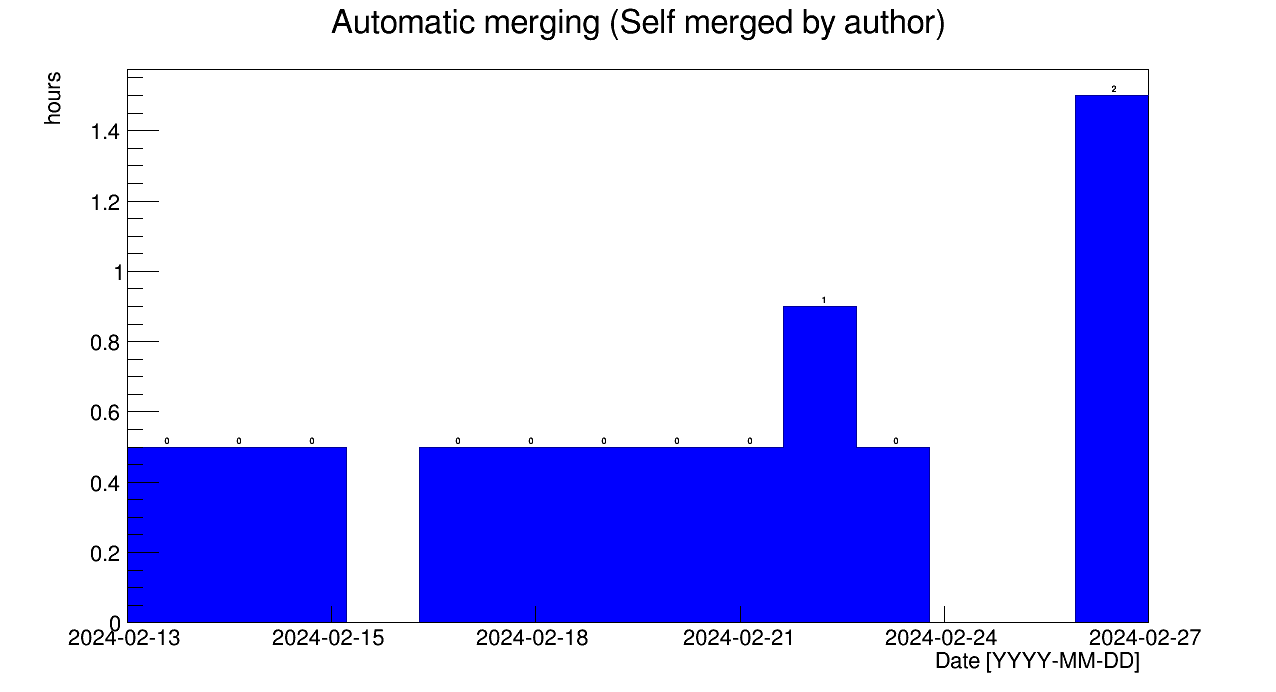 Automatic merging (Self merged by author)
hours
1.4
1.2
1
0.8
0.6
0.4
0.2
0
2
1
0 0 0 0 0 0 0 0 0
2024-02-13 2024-02-15 2024-02-18 2024-02-21 2024-02-24 2024-02-27
Date [YYYY-MM-DD]